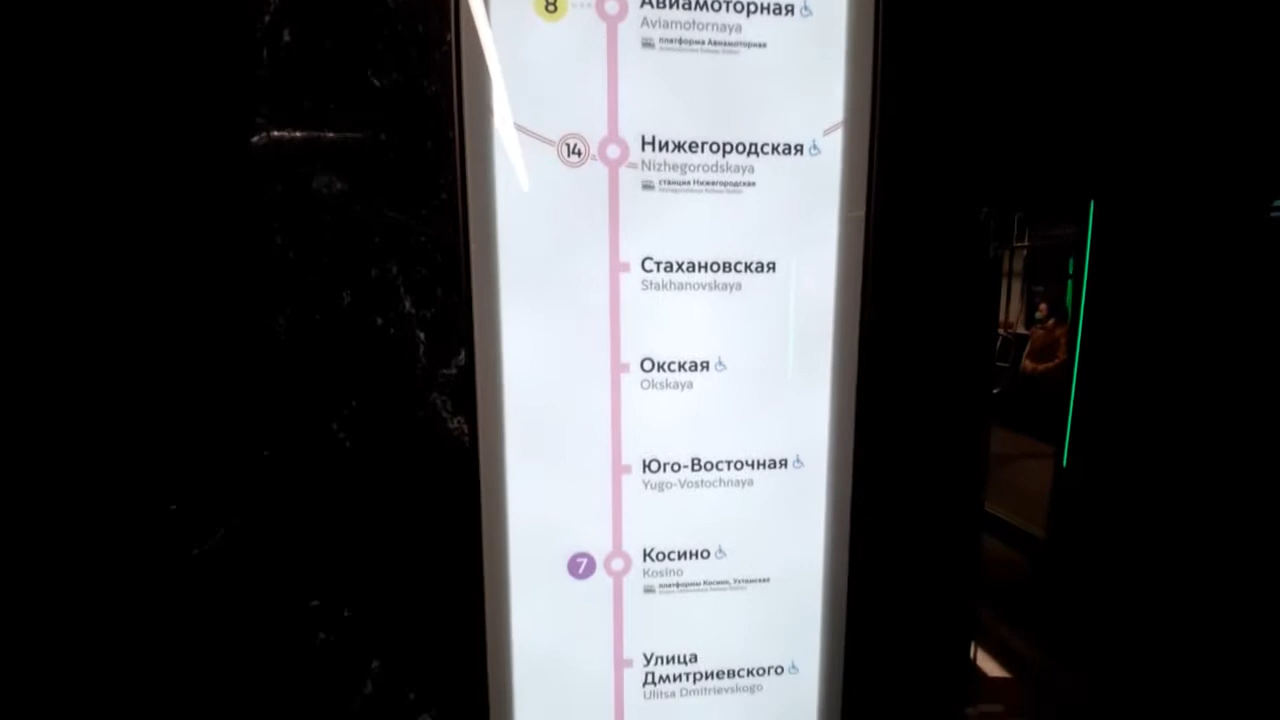 8
Авиамоторная
Aviamotornaya
платформа Авиамоторная
14
Нижегородская
Nizhegorodskaya
станция Нижегородская
Стахановская
Stakhanovskaya
Окская
Okskaya
Юго-Восточная
Yugo-Vostochnaya
7
Косино
Kosino
платформы Косино, Ухтомская
Улица
Дмитриевского
Ulitsa Dmitrievskogo